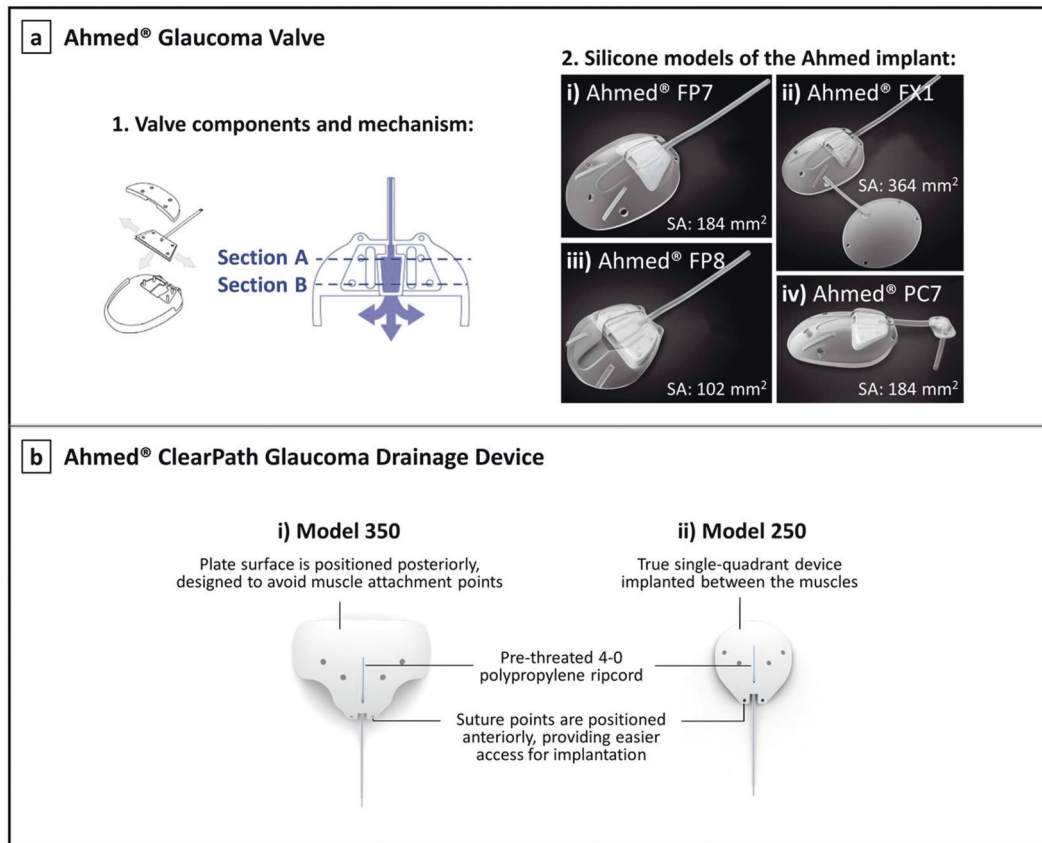 a Ahmed® Glaucoma Valve
1. Valve components and mechanism:
Section A
Section B
2. Silicone models of the Ahmed implant:
i) Ahmed® FP7
SA: 184 mm²
ii) Ahmed® FX1
SA: 364 mm²
iii) Ahmed® FP8
SA: 102 mm²
iv) Ahmed® PC7
SA: 184 mm²
b Ahmed® ClearPath Glaucoma Drainage Device
i) Model 350
Plate surface is positioned posteriorly,
designed to avoid muscle attachment points
ii) Model 250
True single-quadrant device
implanted between the muscles
Pre-threated 4-0
polypropylene ripcord
Suture points are positioned
anteriorly, providing easier
access for implantation